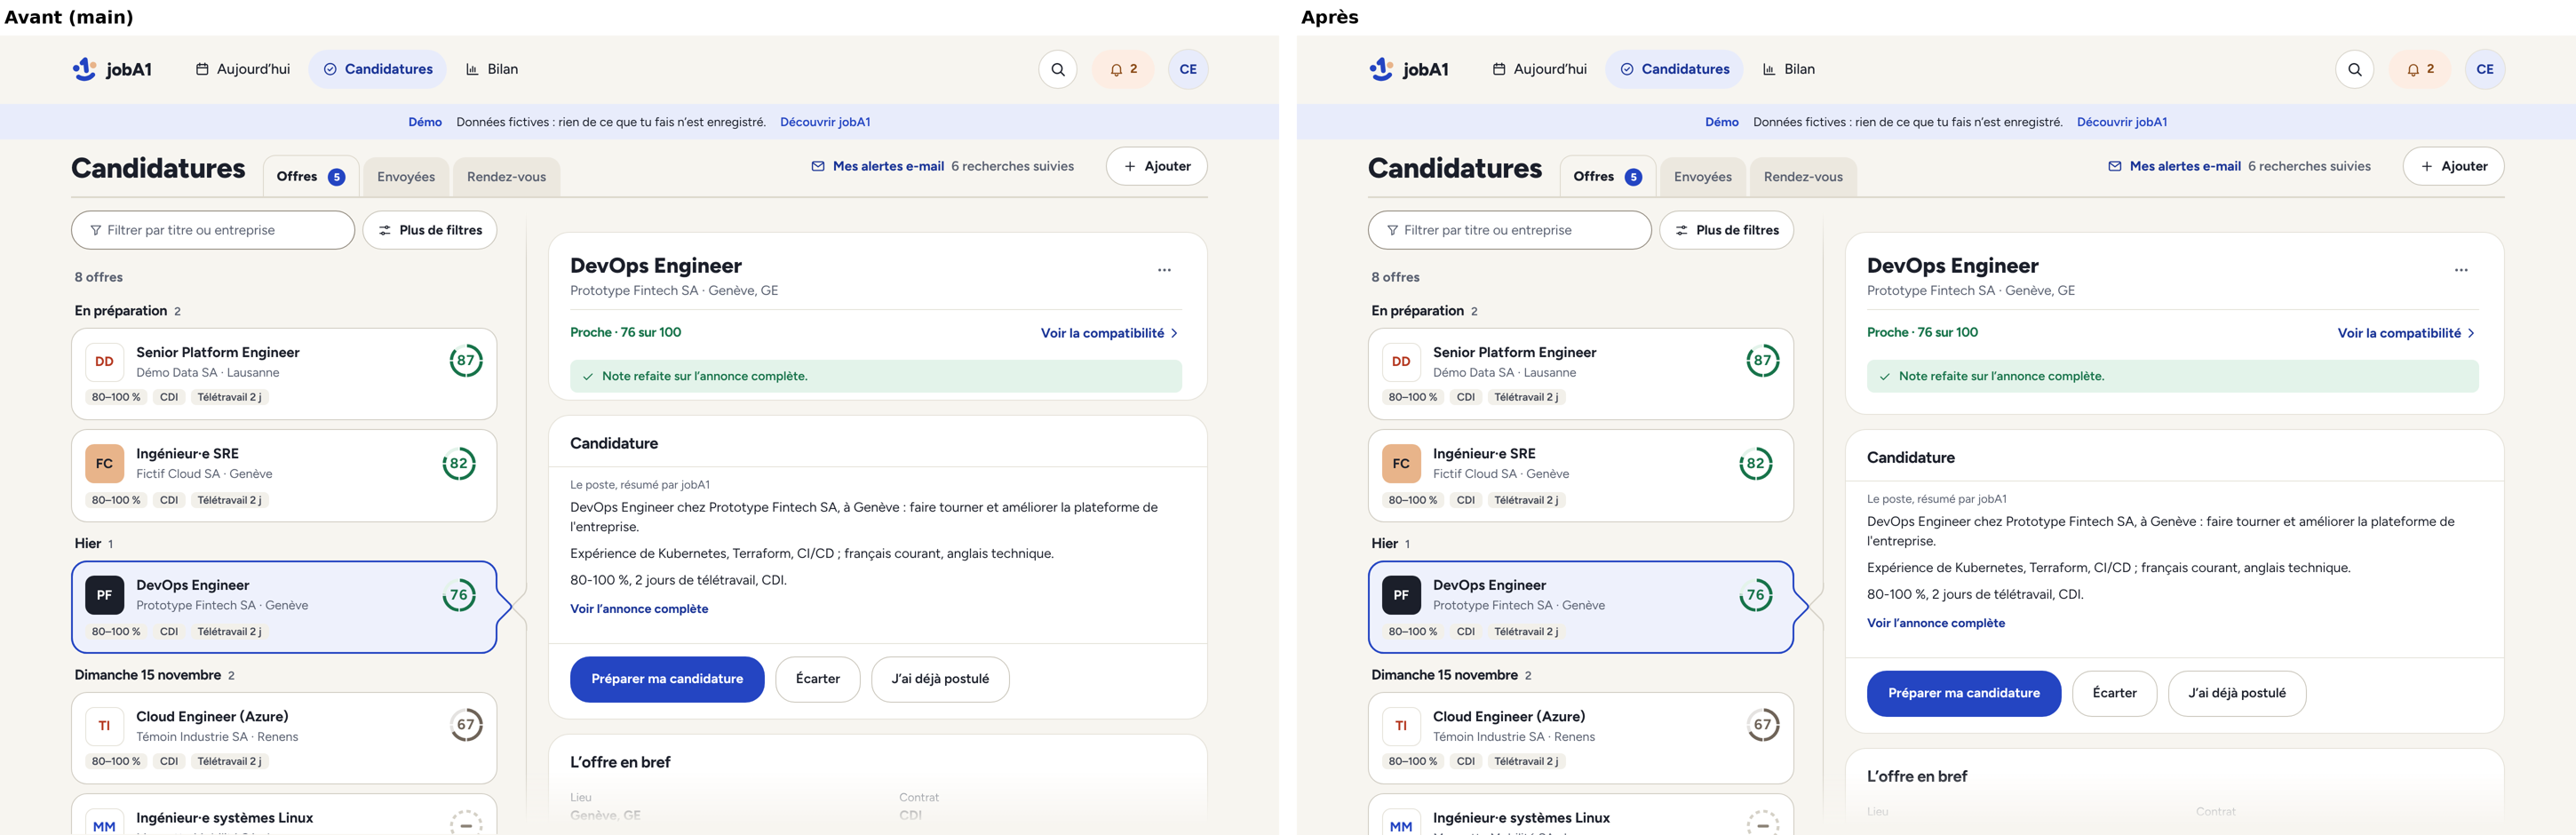 Avant (main)
jobA1 Aujourd’hui Candidatures Bilan 2 CE
Démo Données fictives : rien de ce que tu fais n’est enregistré. Découvrir jobA1
Candidatures Offres 5 Envoyées Rendez-vous Mes alertes e-mail 6 recherches suivies + Ajouter
Filtrer par titre ou entreprise Plus de filtres
8 offres
En préparation 2
DD Senior Platform Engineer 87
Démo Data SA · Lausanne
80–100 % CDI Télétravail 2 j
FC Ingénieur·e SRE 82
Fictif Cloud SA · Genève
80–100 % CDI Télétravail 2 j
Hier 1
PF DevOps Engineer 76
Prototype Fintech SA · Genève
80–100 % CDI Télétravail 2 j
Dimanche 15 novembre 2
TI Cloud Engineer (Azure) 67
Témoin Industrie SA · Renens
80–100 % CDI Télétravail 2 j
MM Ingénieur·e systèmes Linux –
DevOps Engineer ...
Prototype Fintech SA · Genève, GE
Proche · 76 sur 100 Voir la compatibilité >
Note refaite sur l’annonce complète.
Candidature
Le poste, résumé par jobA1
DevOps Engineer chez Prototype Fintech SA, à Genève : faire tourner et améliorer la plateforme de
l'entreprise.
Expérience de Kubernetes, Terraform, CI/CD ; français courant, anglais technique.
80-100 %, 2 jours de télétravail, CDI.
Voir l’annonce complète
Préparer ma candidature Écarter J’ai déjà postulé
L’offre en bref
Lieu Contrat
Genève, GE CDI
Après
jobA1 Aujourd’hui Candidatures Bilan 2 CE
Démo Données fictives : rien de ce que tu fais n’est enregistré. Découvrir jobA1
Candidatures Offres 5 Envoyées Rendez-vous Mes alertes e-mail 6 recherches suivies + Ajouter
Filtrer par titre ou entreprise Plus de filtres
8 offres
En préparation 2
DD Senior Platform Engineer 87
Démo Data SA · Lausanne
80–100 % CDI Télétravail 2 j
FC Ingénieur·e SRE 82
Fictif Cloud SA · Genève
80–100 % CDI Télétravail 2 j
Hier 1
PF DevOps Engineer 76
Prototype Fintech SA · Genève
80–100 % CDI Télétravail 2 j
Dimanche 15 novembre 2
TI Cloud Engineer (Azure) 67
Témoin Industrie SA · Renens
80–100 % CDI Télétravail 2 j
MM Ingénieur·e systèmes Linux –
DevOps Engineer ...
Prototype Fintech SA · Genève, GE
Proche · 76 sur 100 Voir la compatibilité >
Note refaite sur l’annonce complète.
Candidature
Le poste, résumé par jobA1
DevOps Engineer chez Prototype Fintech SA, à Genève : faire tourner et améliorer la plateforme de
l'entreprise.
Expérience de Kubernetes, Terraform, CI/CD ; français courant, anglais technique.
80-100 %, 2 jours de télétravail, CDI.
Voir l’annonce complète
Préparer ma candidature Écarter J’ai déjà postulé
L’offre en bref
Lieu Contrat